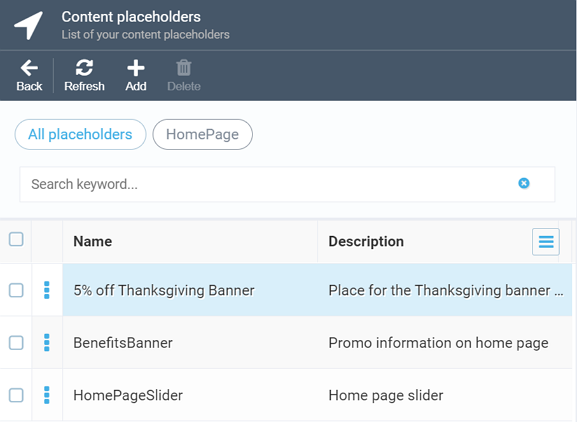 Content placeholders
List of your content placeholders
Back Refresh Add Delete
All placeholders HomePage
Search keyword...
Name Description
5% off Thanksgiving Banner Place for the Thanksgiving banner ...
BenefitsBanner Promo information on home page
HomePageSlider Home page slider